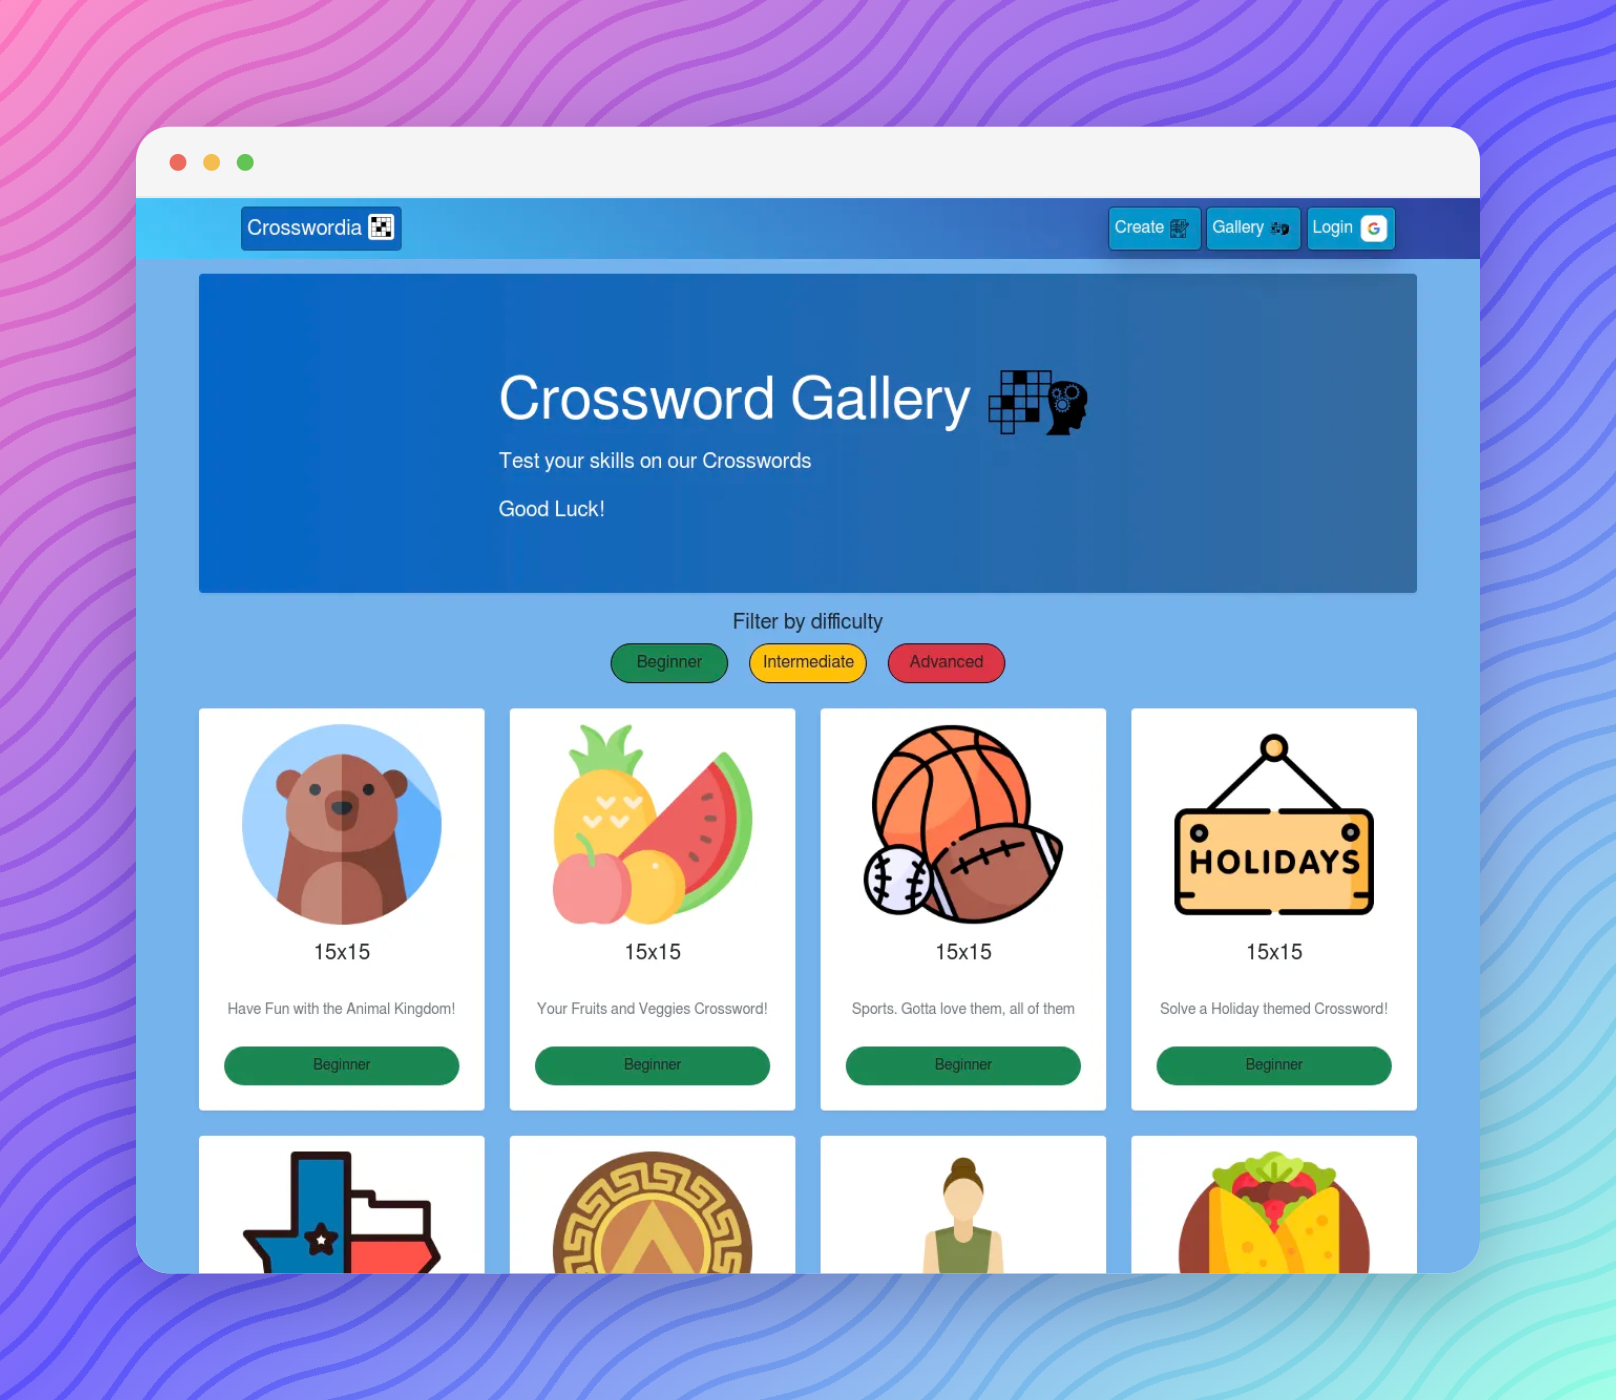 Crosswordia
Create
Gallery
Login
Crossword Gallery
Test your skills on our Crosswords
Good Luck!
Filter by difficulty
Beginner
Intermediate
Advanced
HOLIDAYS
15x15
15x15
15x15
15x15
Have Fun with the Animal Kingdom!
Your Fruits and Veggies Crossword!
Sports. Gotta love them, all of them
Solve a Holiday themed Crossword!
Beginner
Beginner
Beginner
Beginner